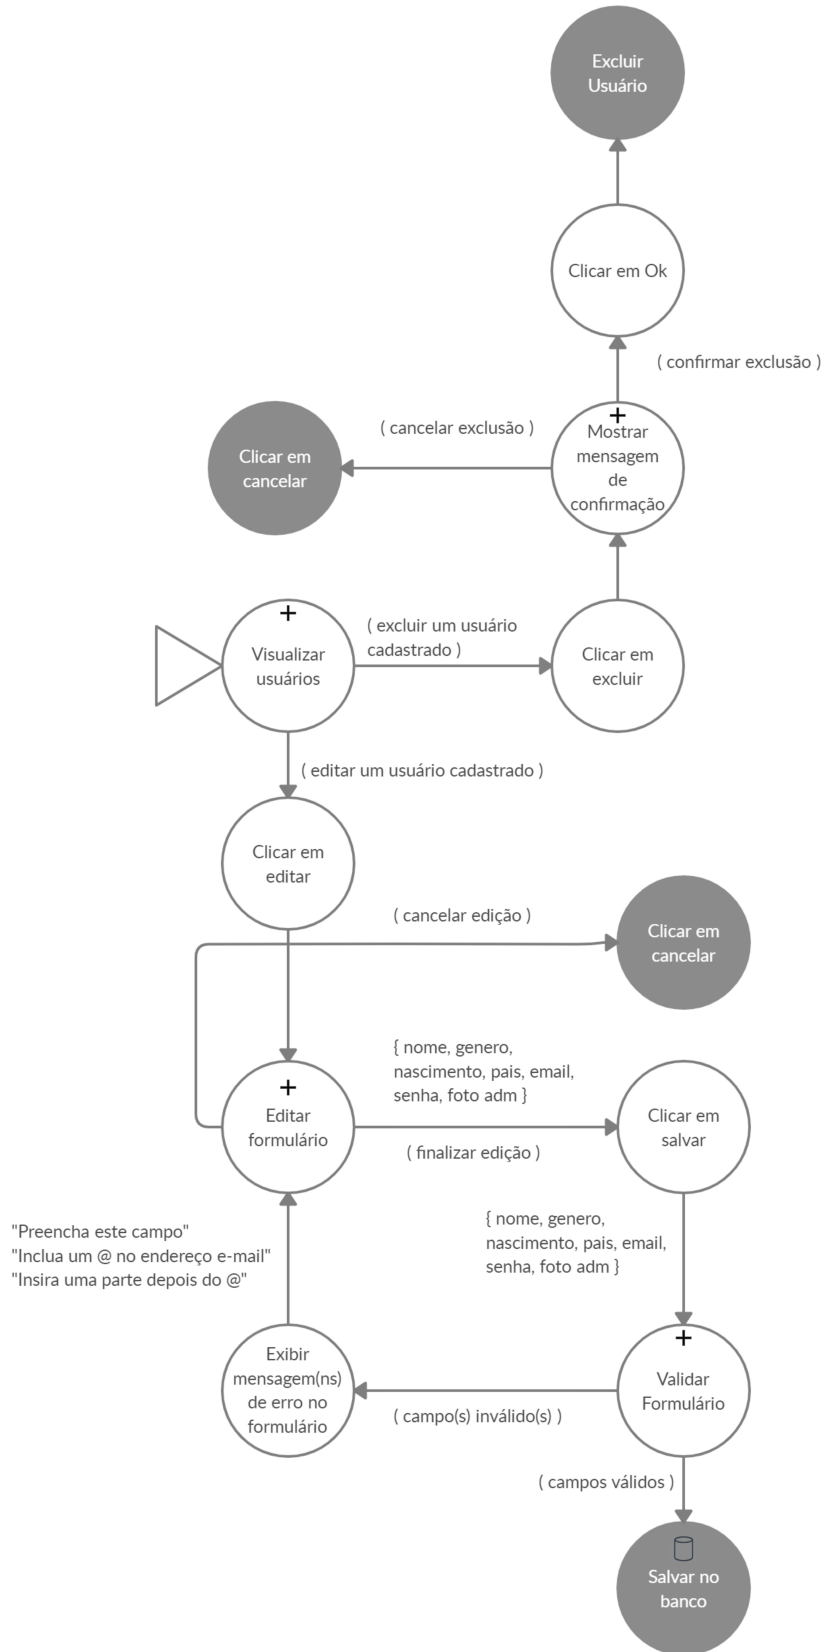 Excluir
Usuário
Clicar em Ok
( confirmar exclusão )
( cancelar exclusão )
+
Mostrar
mensagem
de
confirmação
Clicar em
cancelar
+
Visualizar
usuários
( excluir um usuário
cadastrado )
Clicar em
excluir
( editar um usuário cadastrado )
Clicar em
editar
( cancelar edição )
Clicar em
cancelar
{ nome, genero,
nascimento, pais, email,
senha, foto adm }
+
Editar
formulário
( finalizar edição )
Clicar em
salvar
"Preencha este campo"
"Inclua um @ no endereço e-mail"
"Insira uma parte depois do @"
{ nome, genero,
nascimento, pais, email,
senha, foto adm }
Exibir
mensagem(ns)
de erro no
formulário
( campo(s) inválido(s) )
+
Validar
Formulário
( campos válidos )
Salvar no
banco